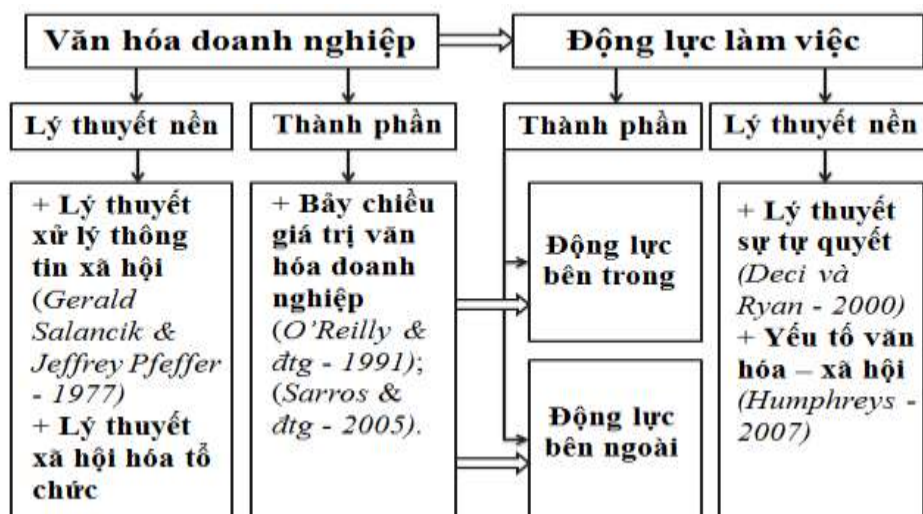 Văn hóa doanh nghiệp
Động lực làm việc
Lý thuyết nền
Thành phần
Thành phần
Lý thuyết nền
+ Lý thuyết
xử lý thông
tin xã hội
(Gerald
Salancik &
Jeffrey Pfeffer
- 1977)
+ Lý thuyết
xã hội hóa tổ
chức
+ Bảy chiều
giá trị văn
hóa doanh
nghiệp
(O'Reilly &
đtg - 1991);
(Sarros &
đtg - 2005).
Động lực
bên trong
Động lực
bên ngoài
+ Lý thuyết
sự tự quyết
(Deci và
Ryan - 2000)
+ Yếu tố văn
hóa – xã hội
(Humphreys -
2007)